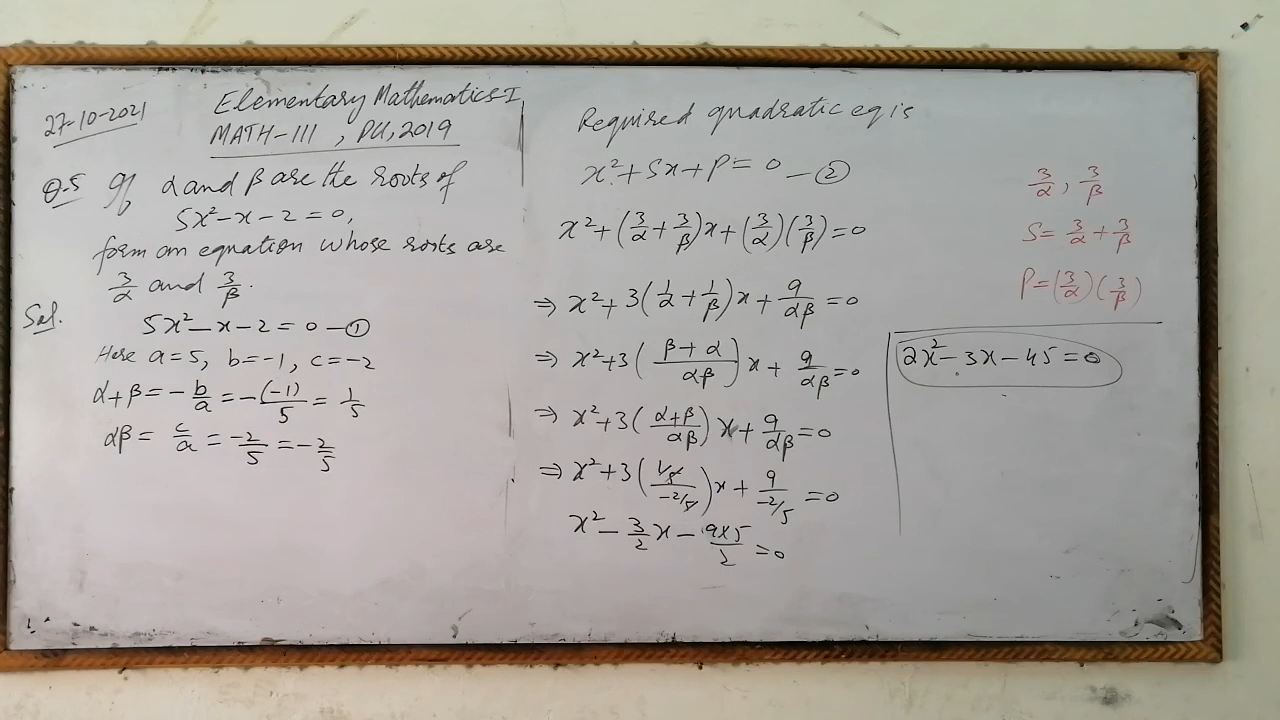 27-10-2021
Elementary Mathematics-I
MATH-111 , PU, 2019
Q.5 If α and β are the roots of
5x²-x-2=0,
form an equation whose roots are
3/α and 3/β.
Sol.
5x²-x-2=0-①
Here a=5, b=-1, c=-2
α+β=-b/a=-(-1)/5=1/5
αβ=c/a=-2/5=-2/5
Required quadratic eq is
x²+Sx+P=0-②
x²+(3/α+3/β)x+(3/α)(3/β)=0
⇒ x²+3(1/α+1/β)x+9/αβ=0
⇒ x²+3((β+α)/αβ)x+9/αβ=0
⇒ x²+3((α+β)/αβ)x+9/αβ=0
⇒ x²+3((1/5)/(-2/5))x+9/(-2/5)=0
x²-3/2x-(9×5)/2=0
3/α, 3/β
S=3/α+3/β
P=(3/α)(3/β)
2x²-3x-45=0